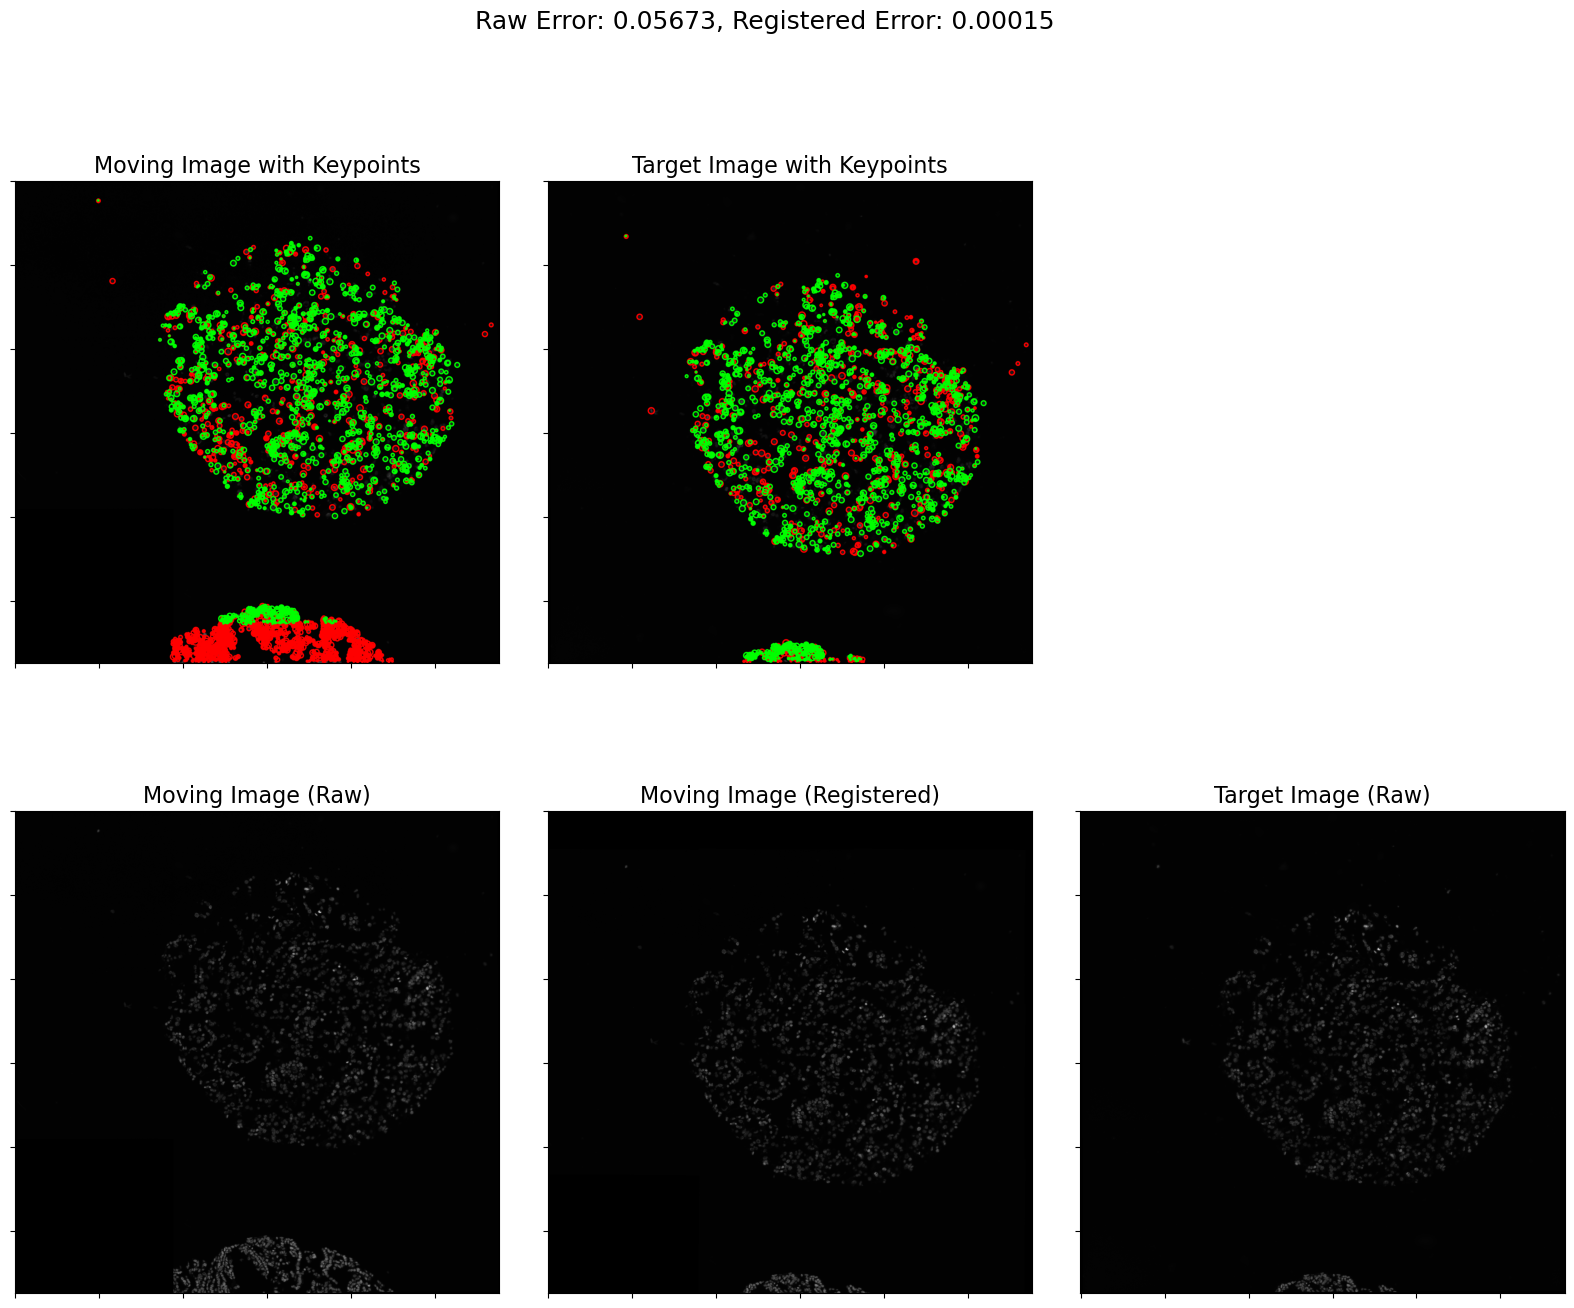 Raw Error: 0.05673, Registered Error: 0.00015
Moving Image with Keypoints
Target Image with Keypoints
Moving Image (Raw)
Moving Image (Registered)
Target Image (Raw)